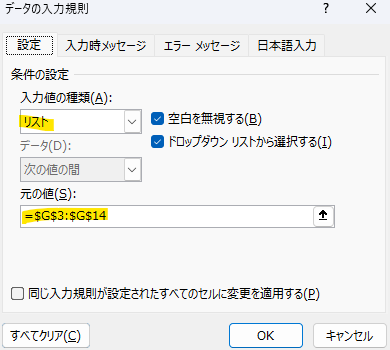 データの入力規則
?
×
設定
入力時メッセージ
エラー メッセージ
日本語入力
条件の設定
入力値の種類(A):
リスト
空白を無視する(B)
データ(D):
ドロップダウン リストから選択する(I)
次の値の間
元の値(S):
=$G$3:$G$14
同じ入力規則が設定されたすべてのセルに変更を適用する(P)
すべてクリア(C)
OK
キャンセル